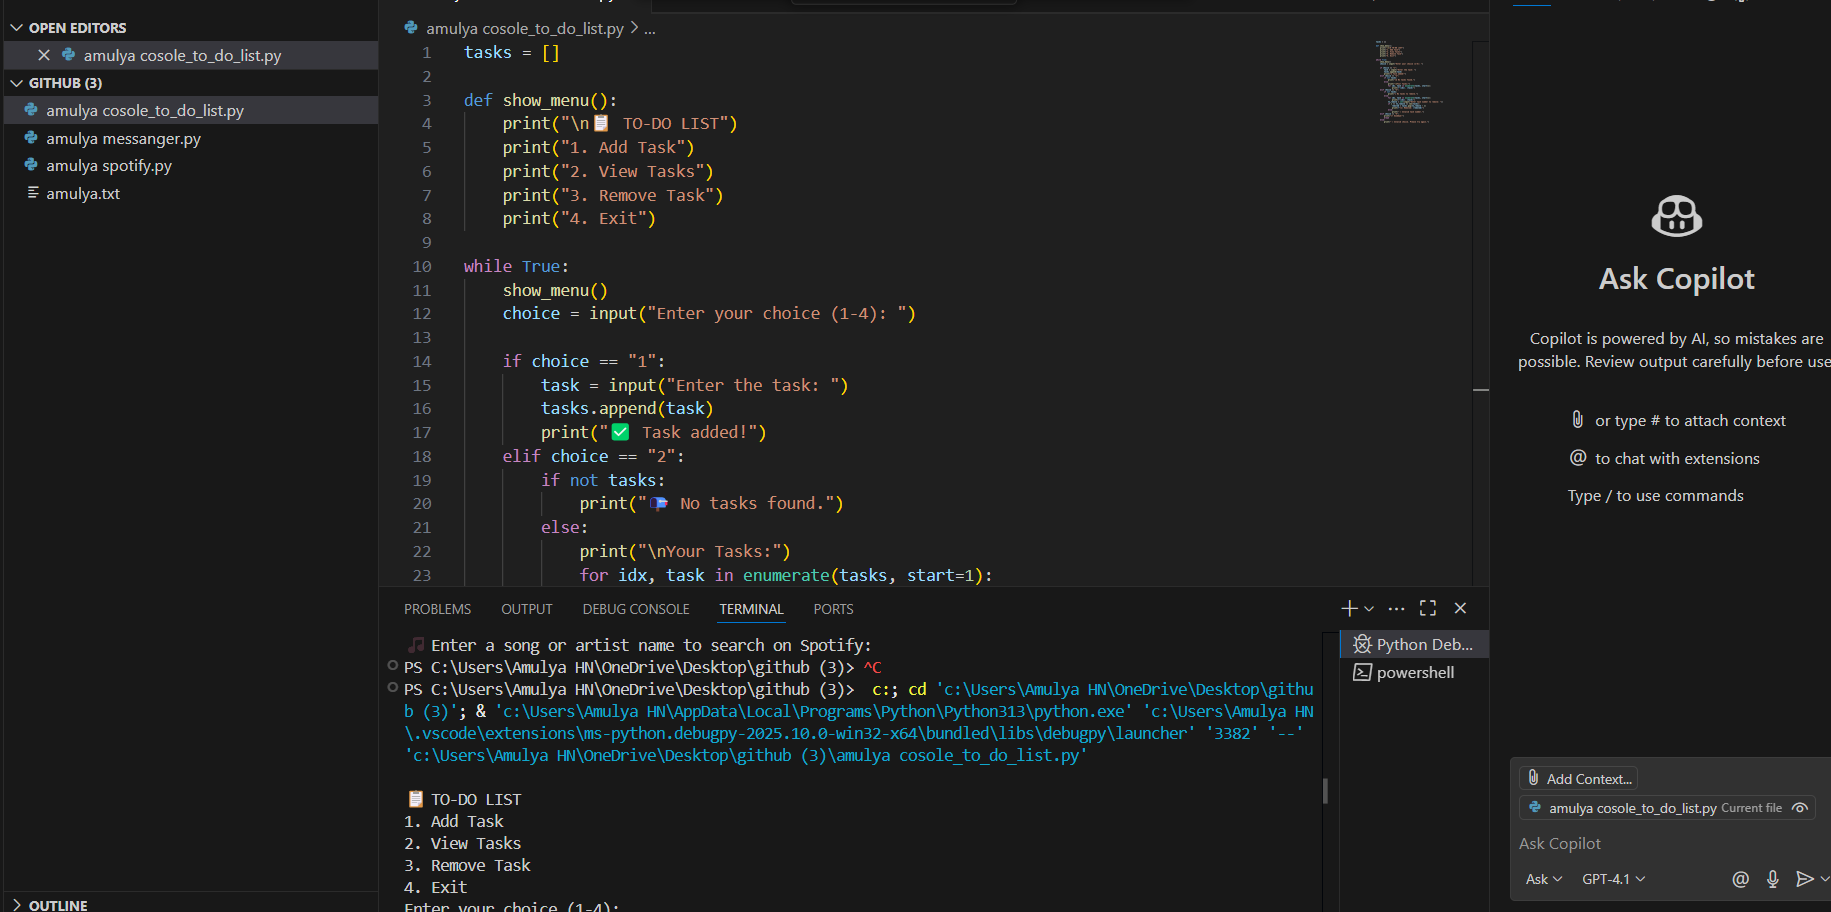 OPEN EDITORS
amulya cosole_to_do_list.py
GITHUB (3)
amulya cosole_to_do_list.py
amulya messanger.py
amulya spotify.py
amulya.txt
OUTLINE
amulya cosole_to_do_list.py > ...
1 tasks = []
2
3 def show_menu():
4 print("\n📋 TO-DO LIST")
5 print("1. Add Task")
6 print("2. View Tasks")
7 print("3. Remove Task")
8 print("4. Exit")
9
10 while True:
11 show_menu()
12 choice = input("Enter your choice (1-4): ")
13
14 if choice == "1":
15 task = input("Enter the task: ")
16 tasks.append(task)
17 print("✅ Task added!")
18 elif choice == "2":
19 if not tasks:
20 print("📭 No tasks found.")
21 else:
22 print("\nYour Tasks:")
23 for idx, task in enumerate(tasks, start=1):
PROBLEMS OUTPUT DEBUG CONSOLE TERMINAL PORTS
🎵 Enter a song or artist name to search on Spotify:
PS C:\Users\Amulya HN\OneDrive\Desktop\github (3)> ^C
PS C:\Users\Amulya HN\OneDrive\Desktop\github (3)> c:; cd 'c:\Users\Amulya HN\OneDrive\Desktop\githu
b (3)'; & 'c:\Users\Amulya HN\AppData\Local\Programs\Python\Python313\python.exe' 'c:\Users\Amulya HN
\.vscode\extensions\ms-python.debugpy-2025.10.0-win32-x64\bundled\libs\debugpy\launcher' '3382' '--'
'c:\Users\Amulya HN\OneDrive\Desktop\github (3)\amulya cosole_to_do_list.py'
📋 TO-DO LIST
1. Add Task
2. View Tasks
3. Remove Task
4. Exit
Enter your choice (1-4):
Python Deb...
powershell
Ask Copilot
Copilot is powered by AI, so mistakes are
possible. Review output carefully before use
or type # to attach context
@ to chat with extensions
Type / to use commands
Add Context...
amulya cosole_to_do_list.py Current file
Ask Copilot
Ask GPT-4.1 @